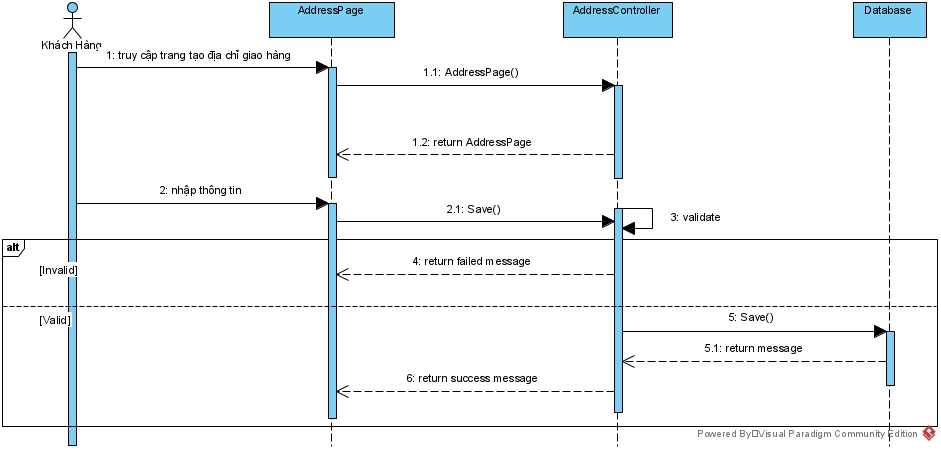 AddressPage
AddressController
Database
Khách Hàng
1: truy cập trang tạo địa chỉ giao hàng
1.1: AddressPage()
1.2: return AddressPage
2: nhập thông tin
2.1: Save()
3: validate
alt
4: return failed message
[Invalid]
[Valid]
5: Save()
5.1: return message
6: return success message
Powered By Visual Paradigm Community Edition